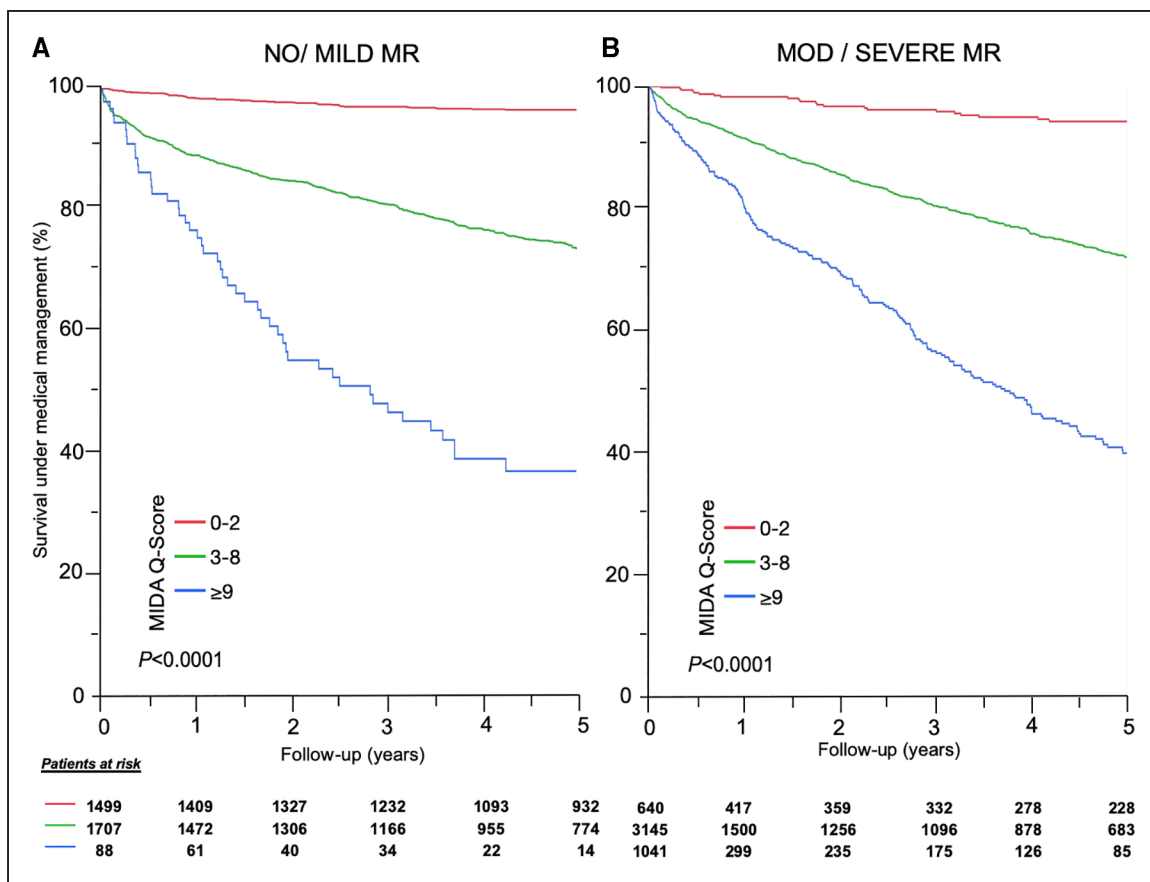 A
NO/ MILD MR
B
MOD / SEVERE MR
Survival under medical management (%)
100
80
60
40
20
0
MIDA Q-Score
0-2
3-8
≥9
P<0.0001
0 1 2 3 4 5
Follow-up (years)
100
80
60
40
20
0
MIDA Q-Score
0-2
3-8
≥9
P<0.0001
0 1 2 3 4 5
Follow-up (years)
Patients at risk
1499 1409 1327 1232 1093 932 640 417 359 332 278 228
1707 1472 1306 1166 955 774 3145 1500 1256 1096 878 683
88 61 40 34 22 14 1041 299 235 175 126 85